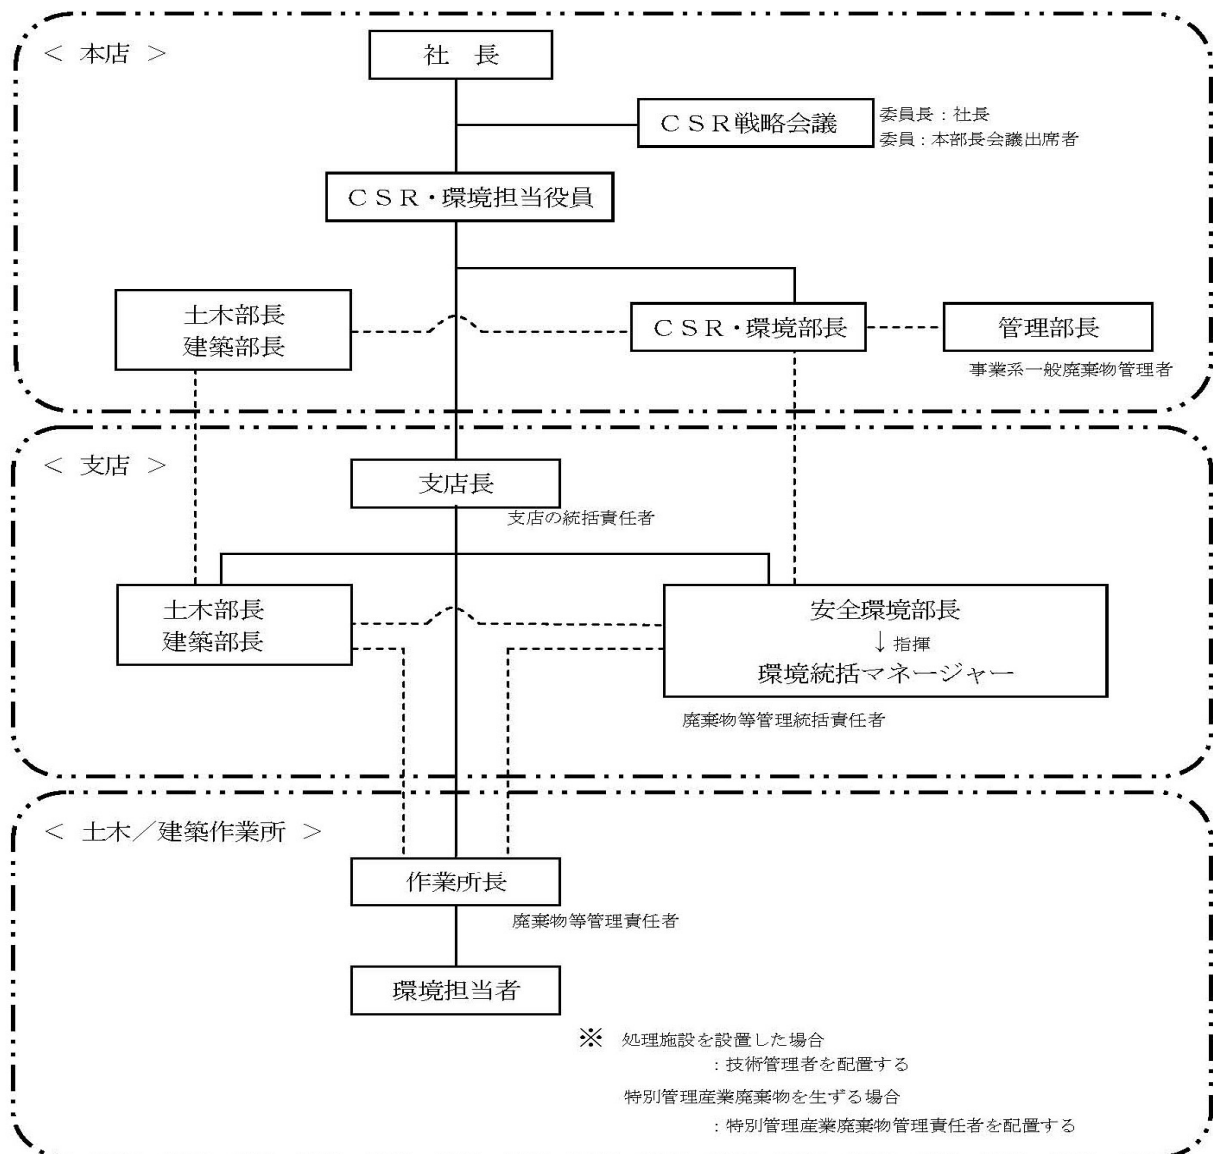 ＜ 本店 ＞
社 長
ＣＳＲ戦略会議
委員長：社長
委員：本部長会議出席者
ＣＳＲ・環境担当役員
土木部長
建築部長
ＣＳＲ・環境部長
管理部長
事業系一般廃棄物管理者
＜ 支店 ＞
支店長
支店の統括責任者
土木部長
建築部長
安全環境部長
↓指揮
環境統括マネージャー
廃棄物等管理統括責任者
＜ 土木／建築作業所 ＞
作業所長
廃棄物等管理責任者
環境担当者
※ 処理施設を設置した場合
：技術管理者を配置する
特別管理産業廃棄物を生ずる場合
：特別管理産業廃棄物管理責任者を配置する